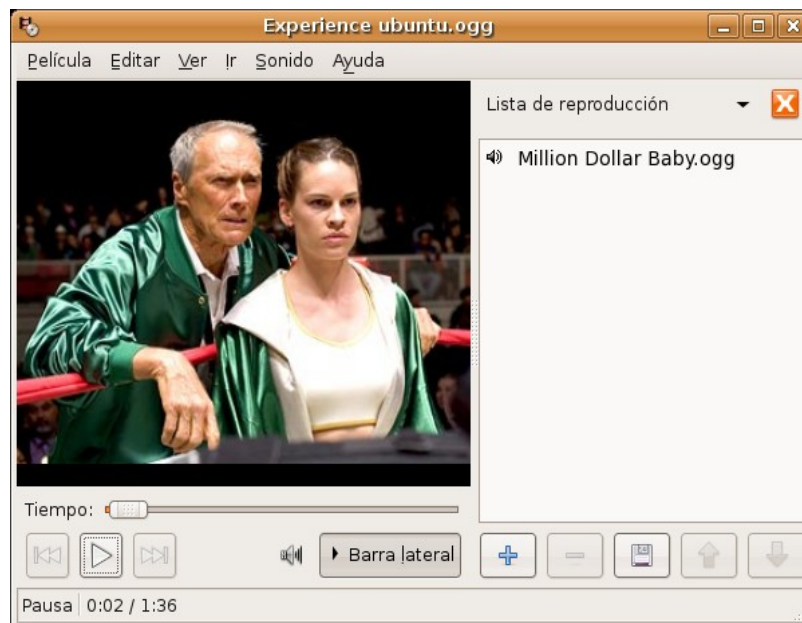 Experience ubuntu.ogg
Película Editar Ver Ir Sonido Ayuda
Lista de reproducción
Million Dollar Baby.ogg
Tiempo:
Barra lateral
Pausa 0:02 / 1:36